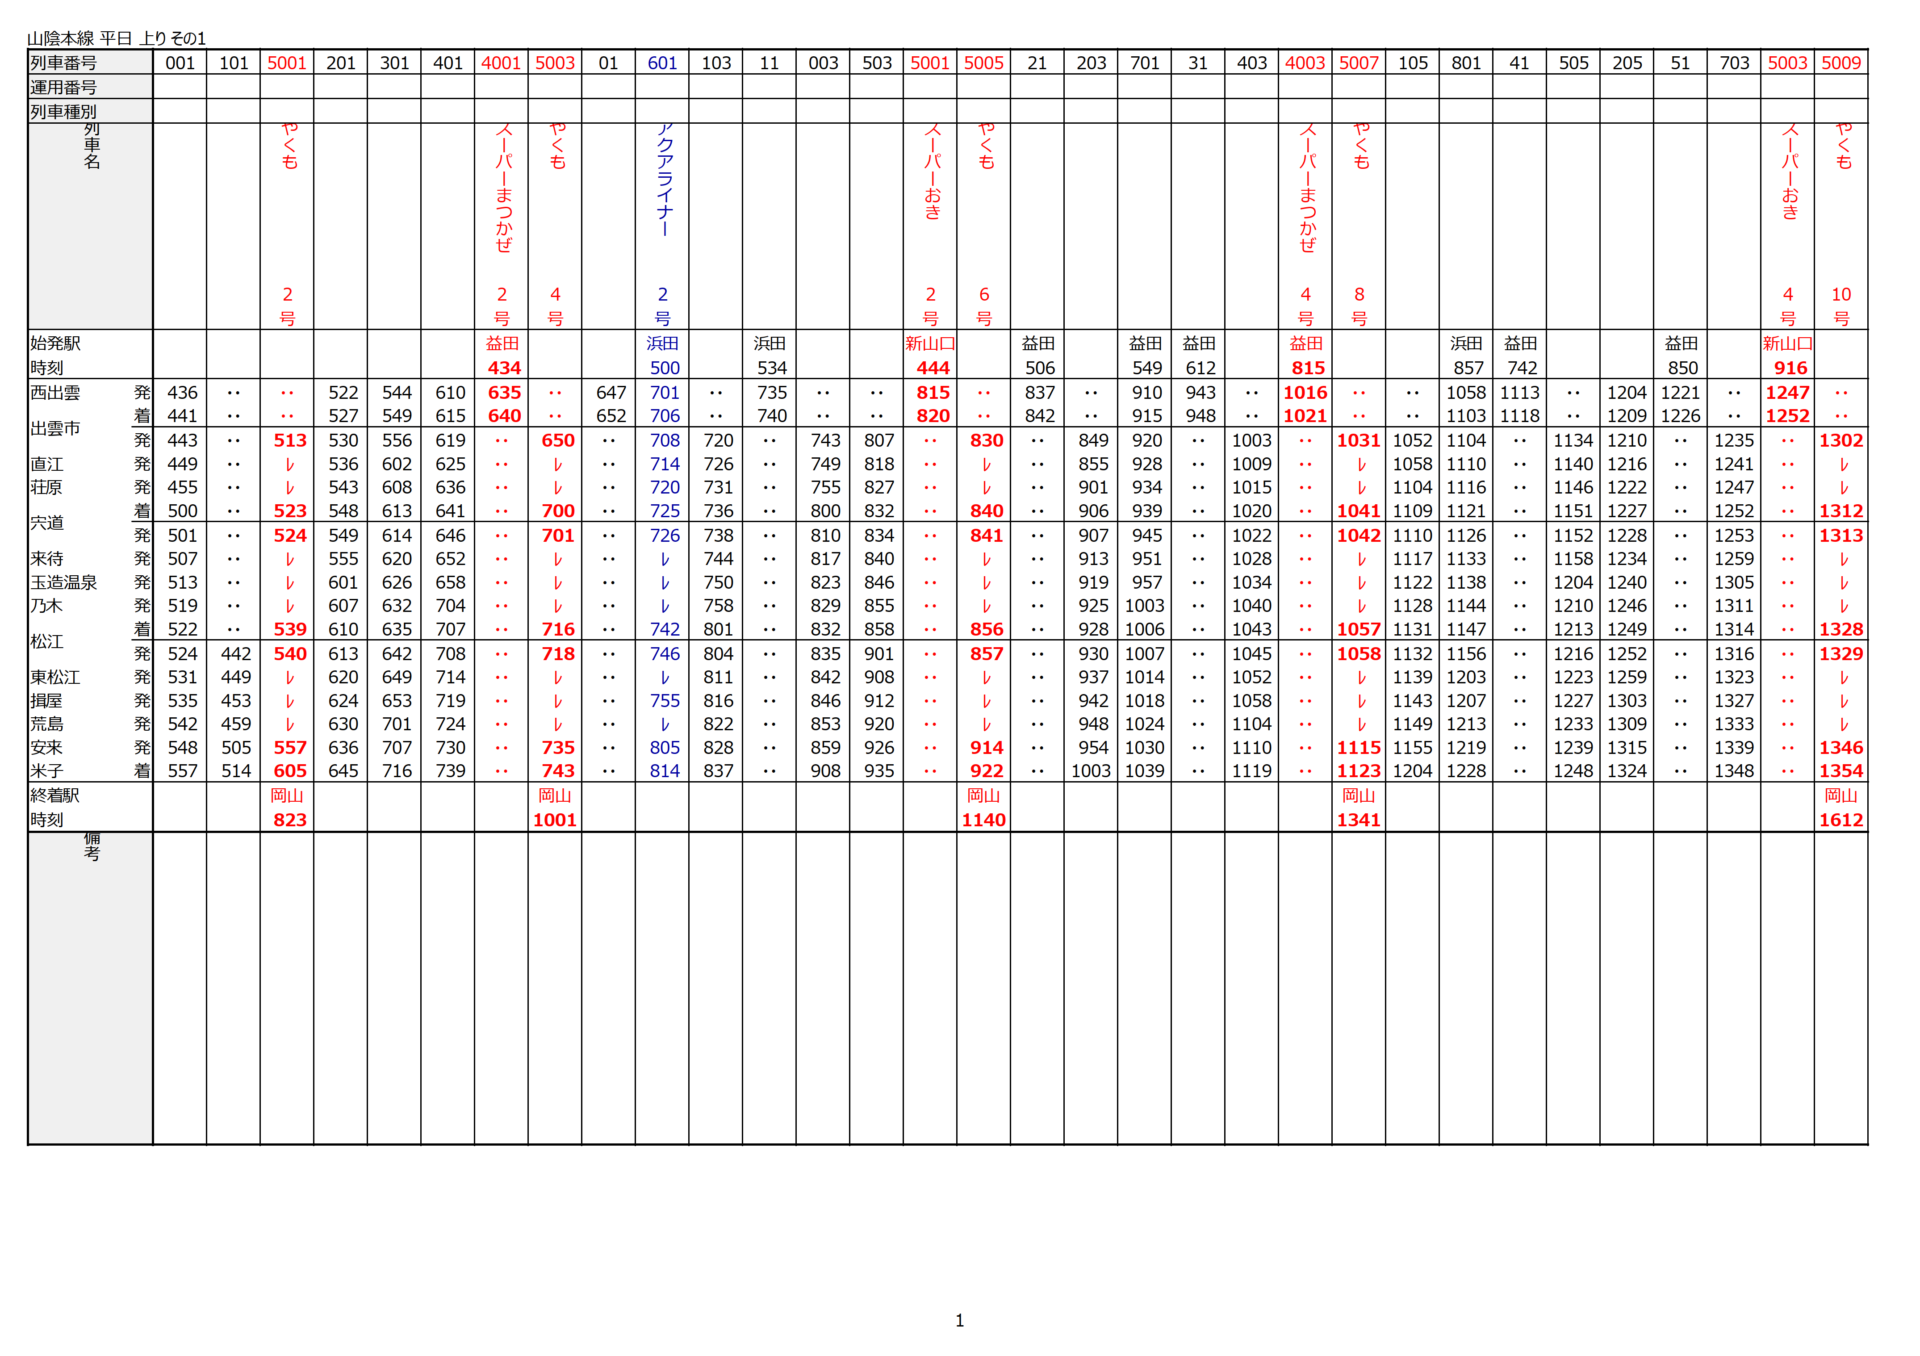 山陰本線 平日 上り その1
列車番号 001 101 5001 201 301 401 4001 5003 01 601 103 11 003 503 5001 5005 21 203 701 31 403 4003 5007 105 801 41 505 205 51 703 5003 5009
運用番号
列車種別
列車名 やくも 2号 スーパーまつかぜ 2号 やくも 4号 アクアライナー 2号 スーパーおき 2号 やくも 6号 スーパーまつかぜ 4号 やくも 8号 スーパーおき 4号 やくも 10号
始発駅 益田 浜田 浜田 新山口 益田 益田 益田 益田 浜田 益田 益田 新山口
時刻 434 500 534 444 506 549 612 815 857 742 850 916
西出雲 発 436 ‥ ‥ 522 544 610 635 ‥ 647 701 ‥ 735 ‥ ‥ 815 ‥ 837 ‥ 910 943 ‥ 1016 ‥ ‥ 1058 1113 ‥ 1204 1221 ‥ 1247 ‥
出雲市 着 441 ‥ ‥ 527 549 615 640 ‥ 652 706 ‥ 740 ‥ ‥ 820 ‥ 842 ‥ 915 948 ‥ 1021 ‥ ‥ 1103 1118 ‥ 1209 1226 ‥ 1252 ‥
発 443 ‥ 513 530 556 619 ‥ 650 ‥ 708 720 ‥ 743 807 ‥ 830 ‥ 849 920 ‥ 1003 ‥ 1031 1052 1104 ‥ 1134 1210 ‥ 1235 ‥ 1302
直江 発 449 ‥ レ 536 602 625 ‥ レ ‥ 714 726 ‥ 749 818 ‥ レ ‥ 855 928 ‥ 1009 ‥ レ 1058 1110 ‥ 1140 1216 ‥ 1241 ‥ レ
荘原 発 455 ‥ レ 543 608 636 ‥ レ ‥ 720 731 ‥ 755 827 ‥ レ ‥ 901 934 ‥ 1015 ‥ レ 1104 1116 ‥ 1146 1222 ‥ 1247 ‥ レ
宍道 着 500 ‥ 523 548 613 641 ‥ 700 ‥ 725 736 ‥ 800 832 ‥ 840 ‥ 906 939 ‥ 1020 ‥ 1041 1109 1121 ‥ 1151 1227 ‥ 1252 ‥ 1312
発 501 ‥ 524 549 614 646 ‥ 701 ‥ 726 738 ‥ 810 834 ‥ 841 ‥ 907 945 ‥ 1022 ‥ 1042 1110 1126 ‥ 1152 1228 ‥ 1253 ‥ 1313
来待 発 507 ‥ レ 555 620 652 ‥ レ ‥ レ 744 ‥ 817 840 ‥ レ ‥ 913 951 ‥ 1028 ‥ レ 1117 1133 ‥ 1158 1234 ‥ 1259 ‥ レ
玉造温泉 発 513 ‥ レ 601 626 658 ‥ レ ‥ レ 750 ‥ 823 846 ‥ レ ‥ 919 957 ‥ 1034 ‥ レ 1122 1138 ‥ 1204 1240 ‥ 1305 ‥ レ
乃木 発 519 ‥ レ 607 632 704 ‥ レ ‥ レ 758 ‥ 829 855 ‥ レ ‥ 925 1003 ‥ 1040 ‥ レ 1128 1144 ‥ 1210 1246 ‥ 1311 ‥ レ
松江 着 522 ‥ 539 610 635 707 ‥ 716 ‥ 742 801 ‥ 832 858 ‥ 856 ‥ 928 1006 ‥ 1043 ‥ 1057 1131 1147 ‥ 1213 1249 ‥ 1314 ‥ 1328
発 524 442 540 613 642 708 ‥ 718 ‥ 746 804 ‥ 835 901 ‥ 857 ‥ 930 1007 ‥ 1045 ‥ 1058 1132 1156 ‥ 1216 1252 ‥ 1316 ‥ 1329
東松江 発 531 449 レ 620 649 714 ‥ レ ‥ レ 811 ‥ 842 908 ‥ レ ‥ 937 1014 ‥ 1052 ‥ レ 1139 1203 ‥ 1223 1259 ‥ 1323 ‥ レ
揖屋 発 535 453 レ 624 653 719 ‥ レ ‥ 755 816 ‥ 846 912 ‥ レ ‥ 942 1018 ‥ 1058 ‥ レ 1143 1207 ‥ 1227 1303 ‥ 1327 ‥ レ
荒島 発 542 459 レ 630 701 724 ‥ レ ‥ レ 822 ‥ 853 920 ‥ レ ‥ 948 1024 ‥ 1104 ‥ レ 1149 1213 ‥ 1233 1309 ‥ 1333 ‥ レ
安来 発 548 505 557 636 707 730 ‥ 735 ‥ 805 828 ‥ 859 926 ‥ 914 ‥ 954 1030 ‥ 1110 ‥ 1115 1155 1219 ‥ 1239 1315 ‥ 1339 ‥ 1346
米子 着 557 514 605 645 716 739 ‥ 743 ‥ 814 837 ‥ 908 935 ‥ 922 ‥ 1003 1039 ‥ 1119 ‥ 1123 1204 1228 ‥ 1248 1324 ‥ 1348 ‥ 1354
終着駅 岡山 岡山 岡山 岡山 岡山
時刻 823 1001 1140 1341 1612
備考
1